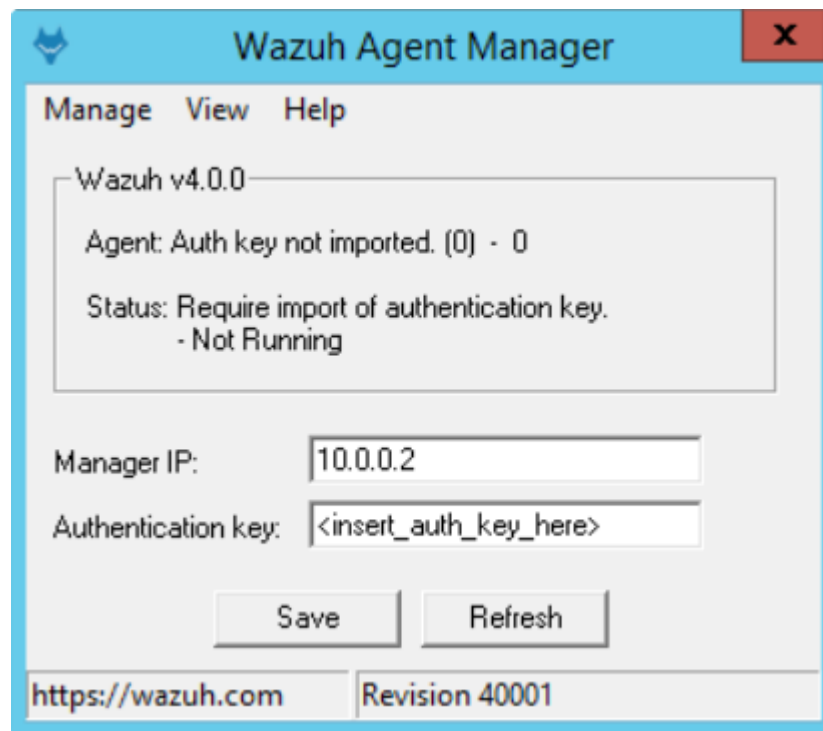 Wazuh Agent Manager
x
Manage View Help
Wazuh v4.0.0
Agent: Auth key not imported. (0) - 0
Status: Require import of authentication key.
- Not Running
Manager IP: 10.0.0.2
Authentication key: <insert_auth_key_here>
Save Refresh
https://wazuh.com Revision 40001